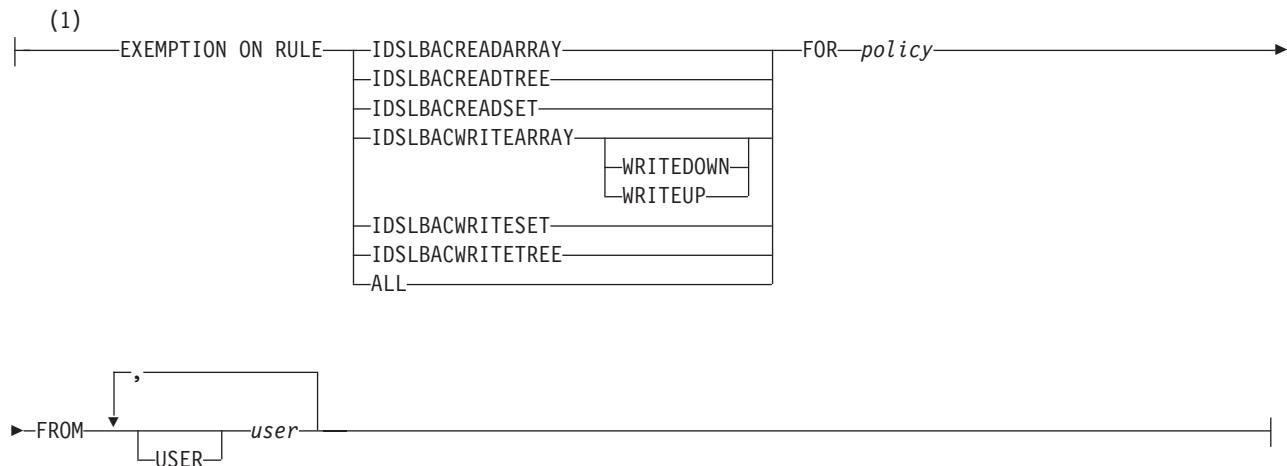 (1)
EXEMPTION ON RULE IDSLBACREADARRAY FOR policy
IDSLBACREADTREE
IDSLBACREADSET
IDSLBACWRITEARRAY
WRITEDOWN
WRITEUP
IDSLBACWRITESET
IDSLBACWRITETREE
ALL
,
FROM user
USER